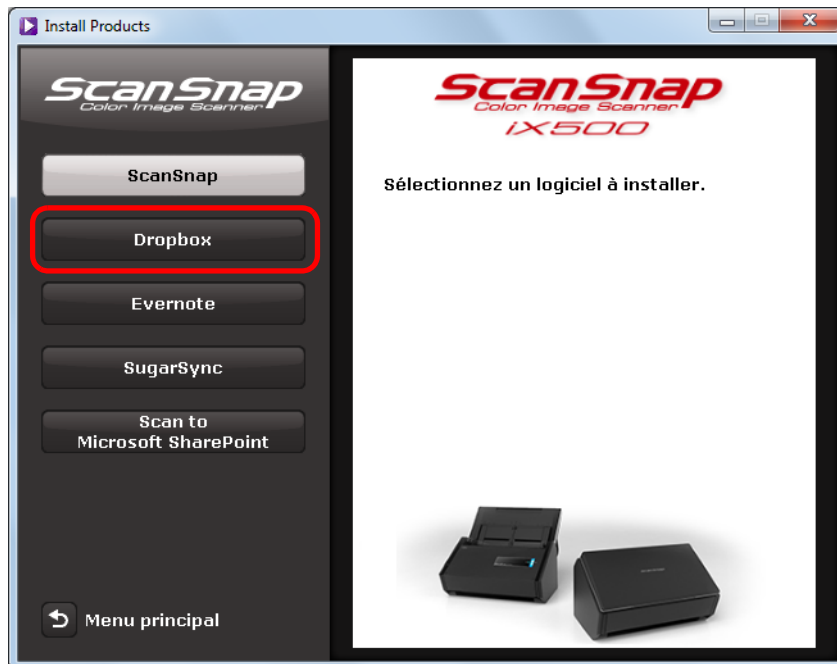 Install Products
ScanSnap
Color Image Scanner
ScanSnap
Dropbox
Evernote
SugarSync
Scan to
Microsoft SharePoint
Menu principal
ScanSnap
Color Image Scanner
iX500
Sélectionnez un logiciel à installer.